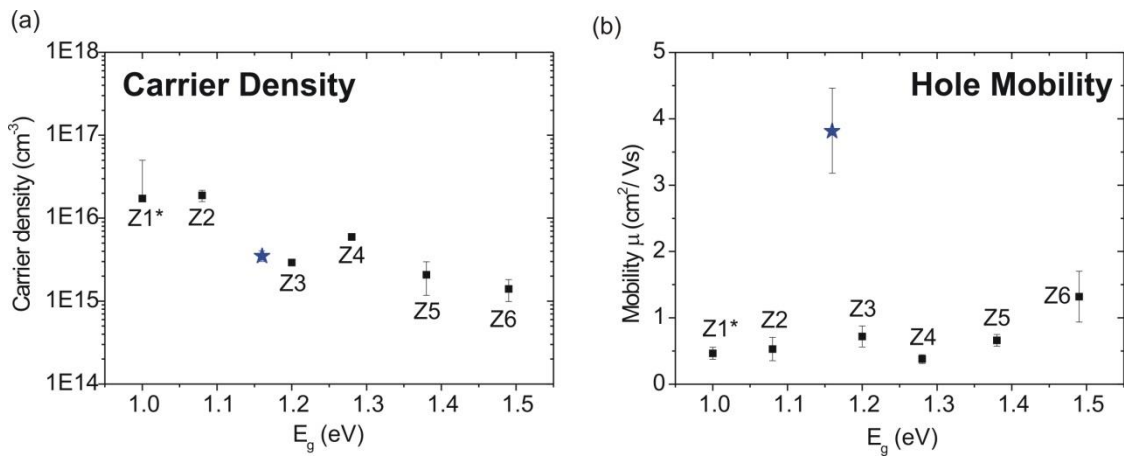 (a)
Carrier Density
1E18
1E17
1E16
1E15
1E14
Carrier density (cm⁻³)
Z1*
Z2
Z3
Z4
Z5
Z6
1.0 1.1 1.2 1.3 1.4 1.5
E_g (eV)
(b)
Hole Mobility
5
4
3
2
1
0
Mobility μ (cm²/ Vs)
Z1*
Z2
Z3
Z4
Z5
Z6
1.0 1.1 1.2 1.3 1.4 1.5
E_g (eV)